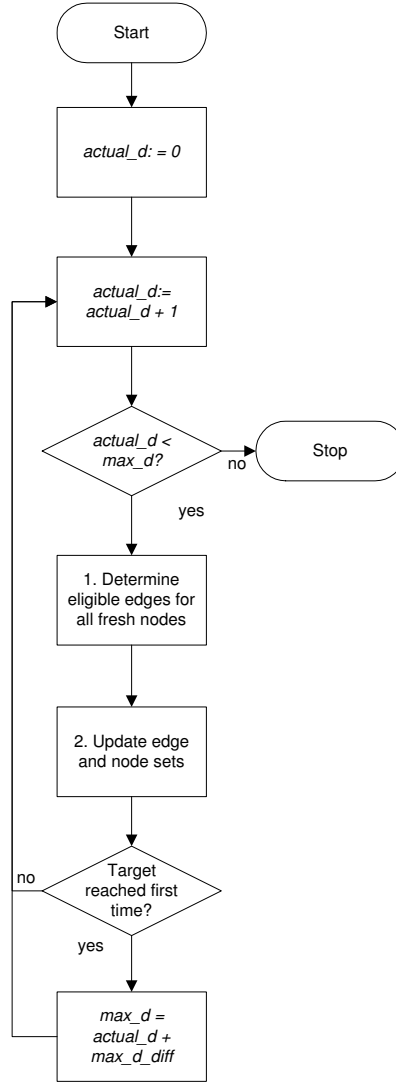 Start
actual_d: = 0
actual_d:=
actual_d + 1
actual_d <
max_d?
no
Stop
yes
1. Determine
eligible edges for
all fresh nodes
2. Update edge
and node sets
Target
reached first
time?
no
yes
max_d =
actual_d +
max_d_diff